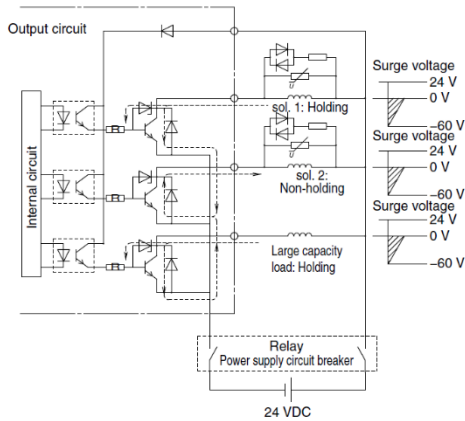 Output circuit
Internal circuit
sol. 1: Holding
sol. 2:
Non-holding
Large capacity
load: Holding
Surge voltage
24 V
0 V
–60 V
Surge voltage
24 V
0 V
–60 V
Surge voltage
24 V
0 V
–60 V
Relay
Power supply circuit breaker
24 VDC